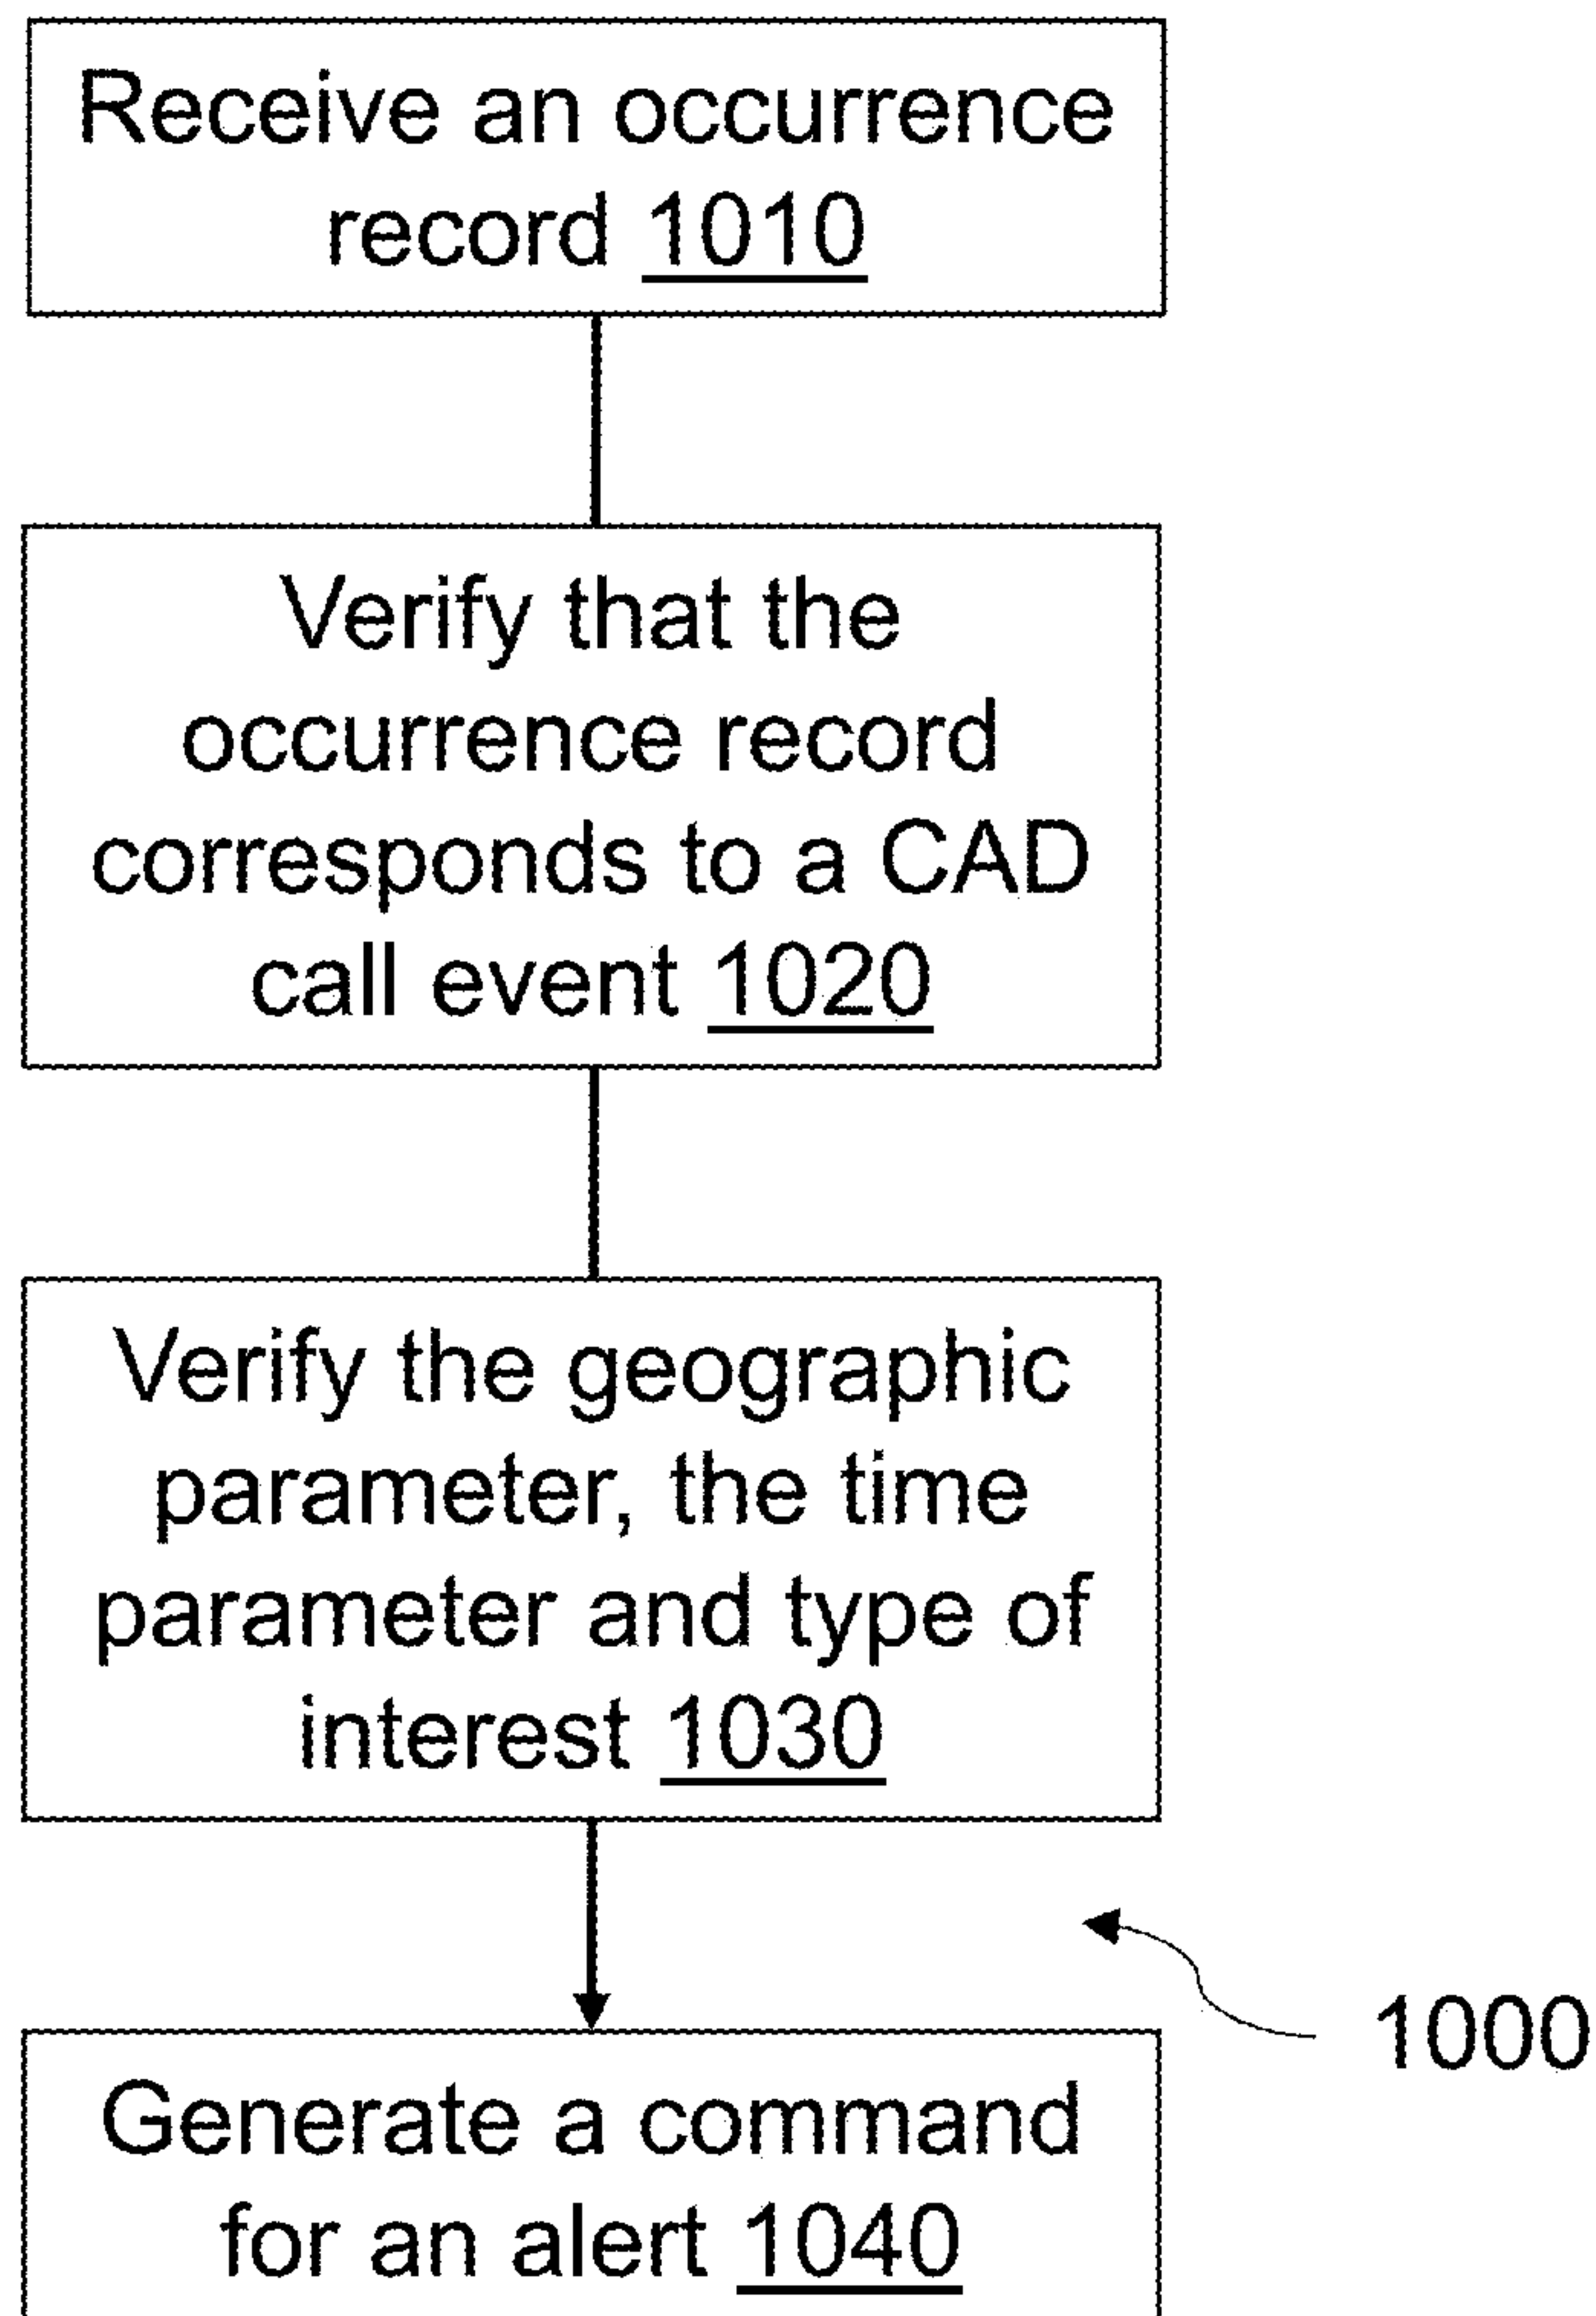 Receive an occurrence
record 1010
Verify that the
occurrence record
corresponds to a CAD
call event 1020
Verify the geographic
parameter, the time
parameter and type of
interest 1030
1000
Generate a command
for an alert 1040